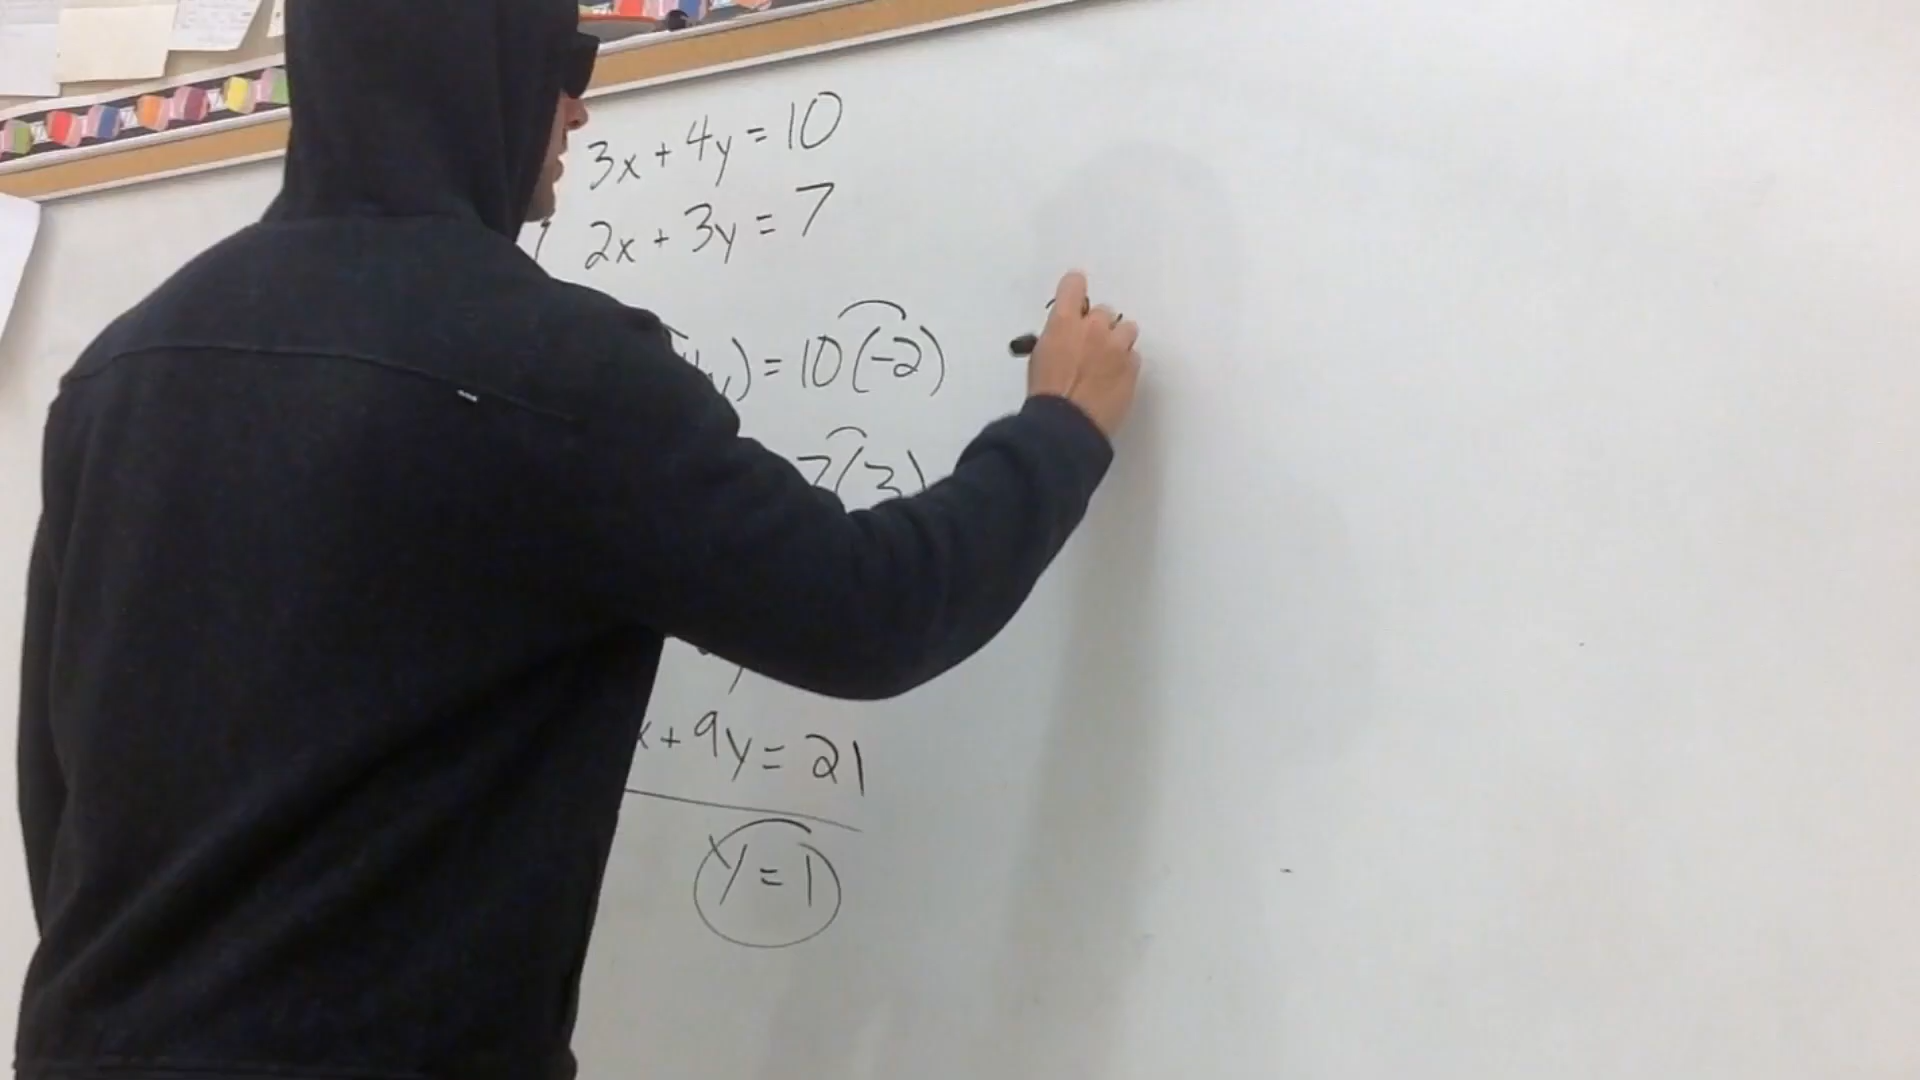 3x + 4y = 10
2x + 3y = 7
y) = 10(-2)
7(3)
x + 9y = 21
y = 1